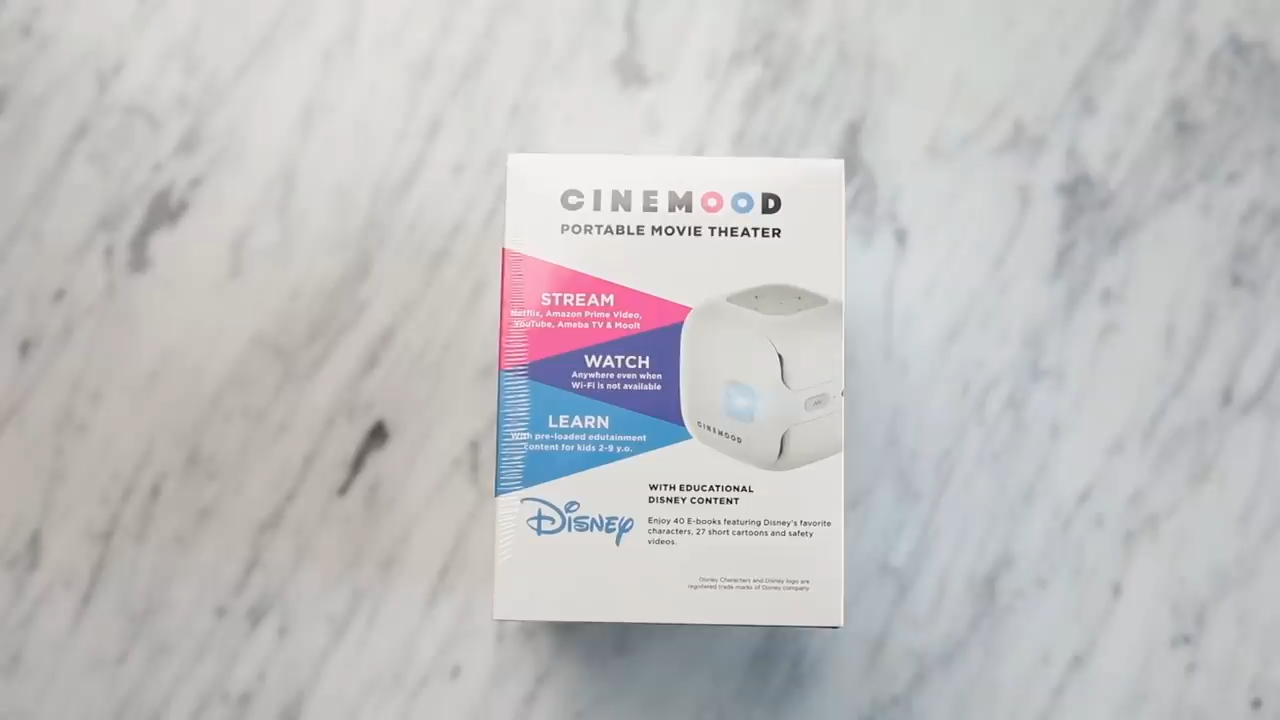 CINEMOOD
PORTABLE MOVIE THEATER
STREAM
Netflix, Amazon Prime Video,
YouTube, Ameba TV & Moolt
WATCH
Anywhere even when
Wi-Fi is not available
LEARN
With pre-loaded edutainment
content for kids 2-9 y.o.
CINEMOOD
WITH EDUCATIONAL
DISNEY CONTENT
Disney
Enjoy 40 E-books featuring Disney's favorite
characters, 27 short cartoons and safety
videos.
Disney Characters and Disney logo are
registered trade marks of Disney company